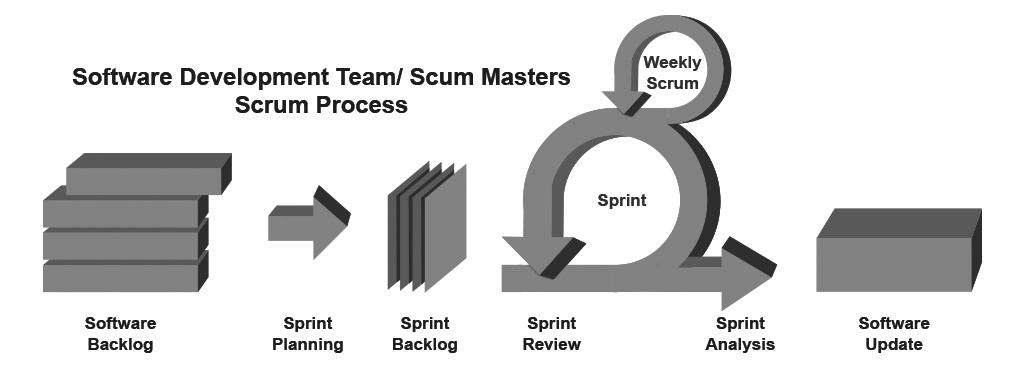 Software Development Team/ Scum Masters
Scrum Process
Weekly
Scrum
Sprint
Software
Backlog
Sprint
Planning
Sprint
Backlog
Sprint
Review
Sprint
Analysis
Software
Update